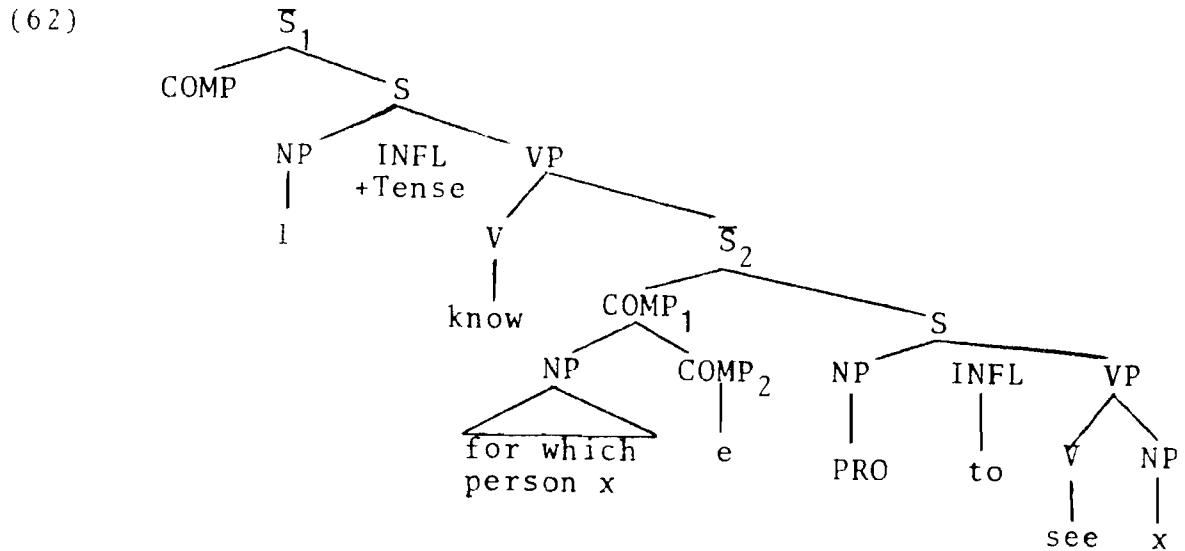 (62) S̅1
COMP S
NP INFL VP
+Tense
I V S̅2
know COMP1 S
NP COMP2 NP INFL VP
for which e PRO to V NP
person x
see x